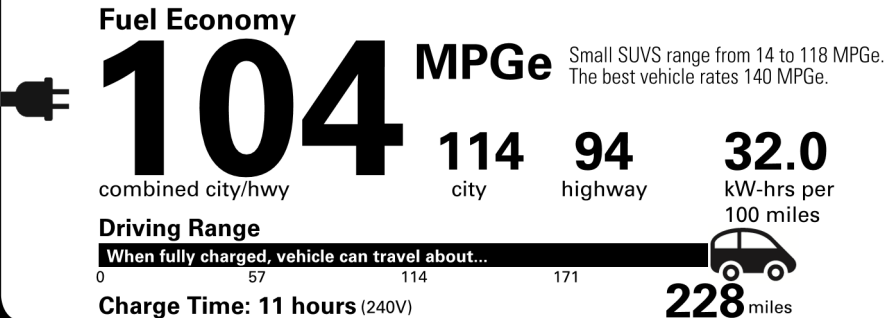 Fuel Economy
104 MPGe
Small SUVS range from 14 to 118 MPGe.
The best vehicle rates 140 MPGe.
combined city/hwy
114
city
94
highway
32.0
kW-hrs per
100 miles
Driving Range
When fully charged, vehicle can travel about...
0 57 114 171
228 miles
Charge Time: 11 hours (240V)